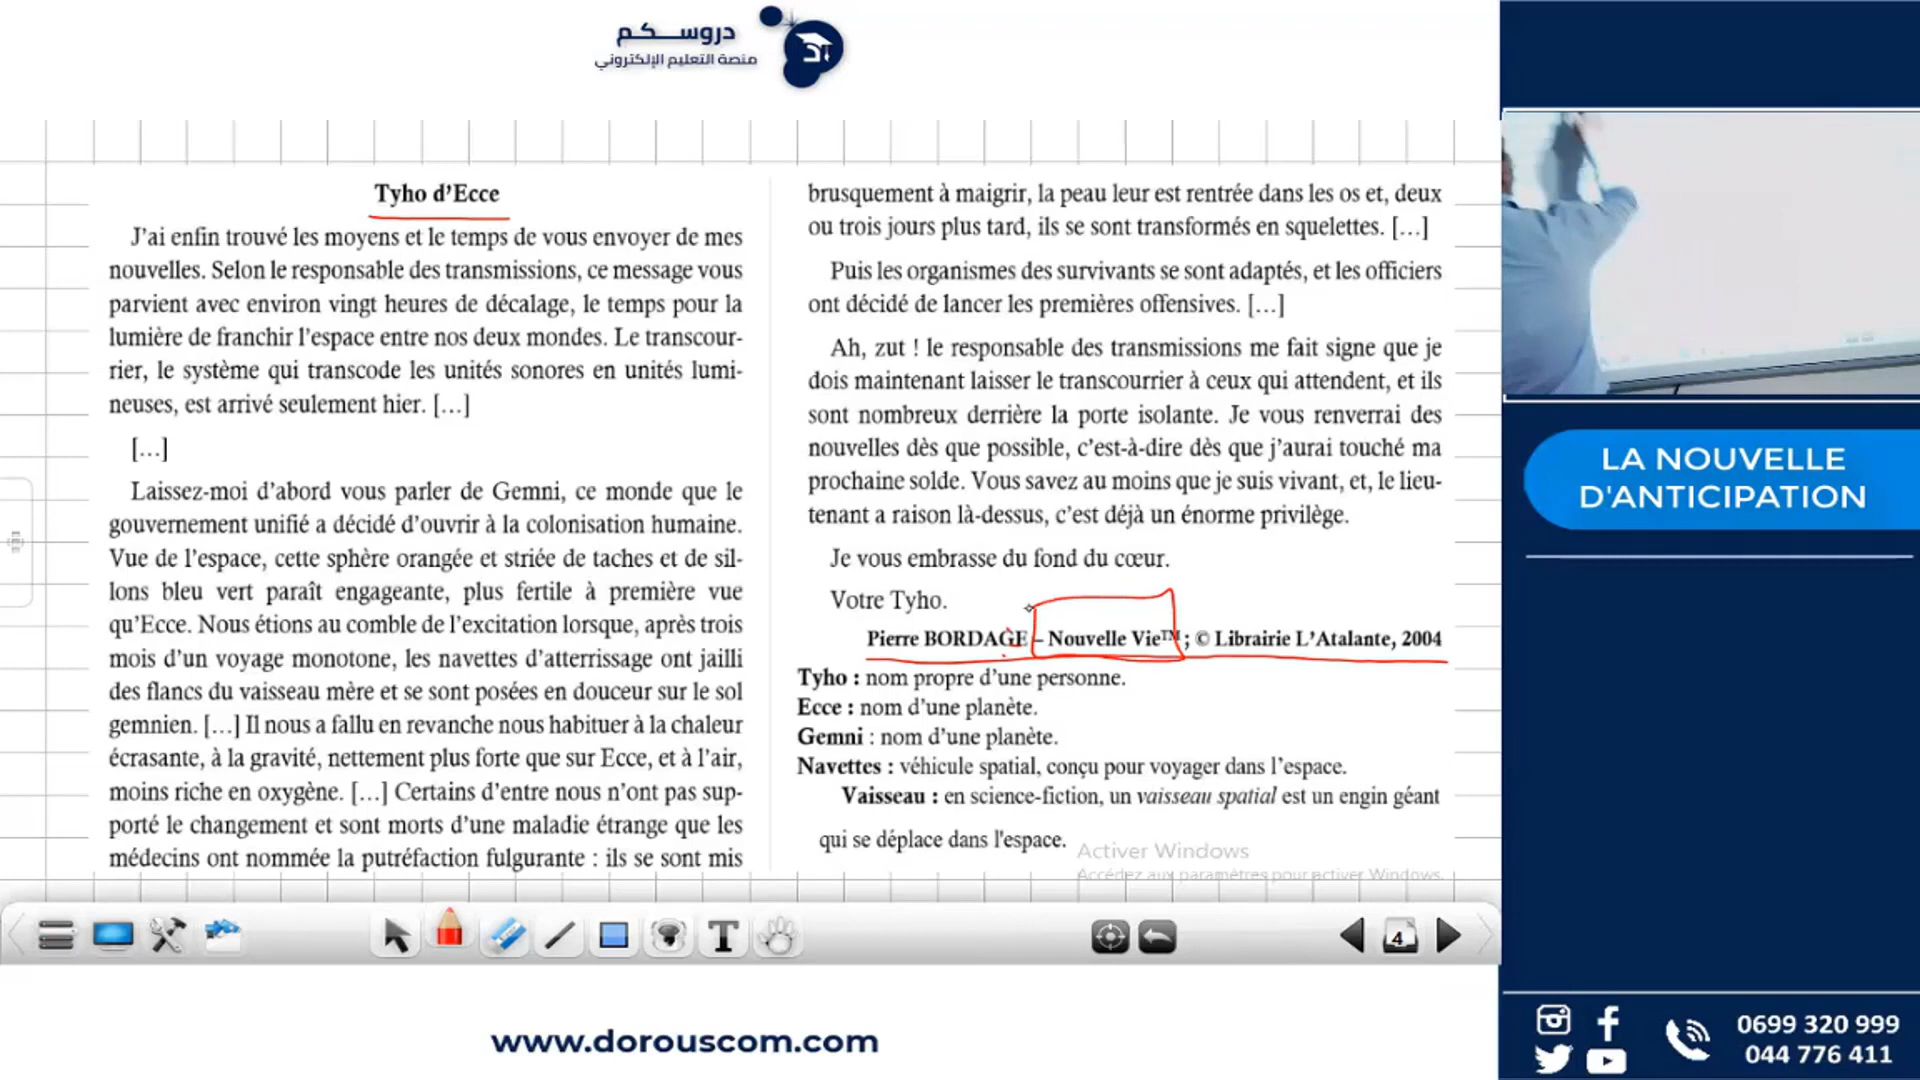 دروســكـم
منصة التعليم الإلكتروني
Tyho d'Ecce
J'ai enfin trouvé les moyens et le temps de vous envoyer de mes
nouvelles. Selon le responsable des transmissions, ce message vous
parvient avec environ vingt heures de décalage, le temps pour la
lumière de franchir l'espace entre nos deux mondes. Le transcour-
rier, le système qui transcode les unités sonores en unités lumi-
neuses, est arrivé seulement hier. […]
[…]
Laissez-moi d'abord vous parler de Gemni, ce monde que le
gouvernement unifié a décidé d'ouvrir à la colonisation humaine.
Vue de l'espace, cette sphère orangée et striée de taches et de sil-
lons bleu vert paraît engageante, plus fertile à première vue
qu'Ecce. Nous étions au comble de l'excitation lorsque, après trois
mois d'un voyage monotone, les navettes d'atterrissage ont jailli
des flancs du vaisseau mère et se sont posées en douceur sur le sol
gemnien. […] Il nous a fallu en revanche nous habituer à la chaleur
écrasante, à la gravité, nettement plus forte que sur Ecce, et à l'air,
moins riche en oxygène. […] Certains d'entre nous n'ont pas sup-
porté le changement et sont morts d'une maladie étrange que les
médecins ont nommée la putréfaction fulgurante : ils se sont mis
brusquement à maigrir, la peau leur est rentrée dans les os et, deux
ou trois jours plus tard, ils se sont transformés en squelettes. […]
Puis les organismes des survivants se sont adaptés, et les officiers
ont décidé de lancer les premières offensives. […]
Ah, zut ! le responsable des transmissions me fait signe que je
dois maintenant laisser le transcourrier à ceux qui attendent, et ils
sont nombreux derrière la porte isolante. Je vous renverrai des
nouvelles dès que possible, c'est-à-dire dès que j'aurai touché ma
prochaine solde. Vous savez au moins que je suis vivant, et, le lieu-
tenant a raison là-dessus, c'est déjà un énorme privilège.
Je vous embrasse du fond du cœur.
Votre Tyho.
Pierre BORDAGE – Nouvelle Vie™ ; © Librairie L'Atalante, 2004
Tyho : nom propre d'une personne.
Ecce : nom d'une planète.
Gemni : nom d'une planète.
Navettes : véhicule spatial, conçu pour voyager dans l'espace.
Vaisseau : en science-fiction, un vaisseau spatial est un engin géant
qui se déplace dans l'espace.
Activer Windows
Accédez aux paramètres pour activer Windows.
4
www.dorouscom.com
LA NOUVELLE
D'ANTICIPATION
0699 320 999
044 776 411